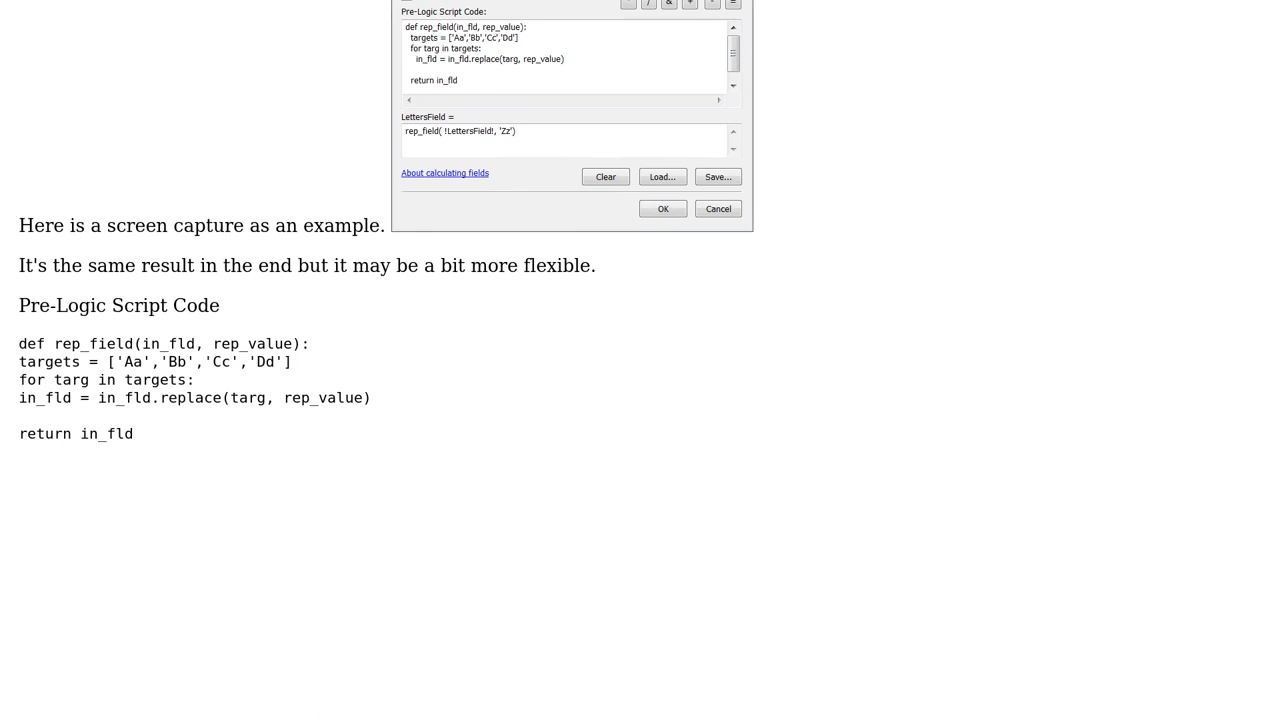 * / & + - =
Pre-Logic Script Code:
def rep_field(in_fld, rep_value):
targets = ['Aa','Bb','Cc','Dd']
for targ in targets:
in_fld = in_fld.replace(targ, rep_value)
return in_fld
LettersField =
rep_field( !LettersField!, 'Zz')
About calculating fields
Clear Load... Save...
OK Cancel
Here is a screen capture as an example.
It's the same result in the end but it may be a bit more flexible.
Pre-Logic Script Code
def rep_field(in_fld, rep_value):
targets = ['Aa','Bb','Cc','Dd']
for targ in targets:
in_fld = in_fld.replace(targ, rep_value)
return in_fld